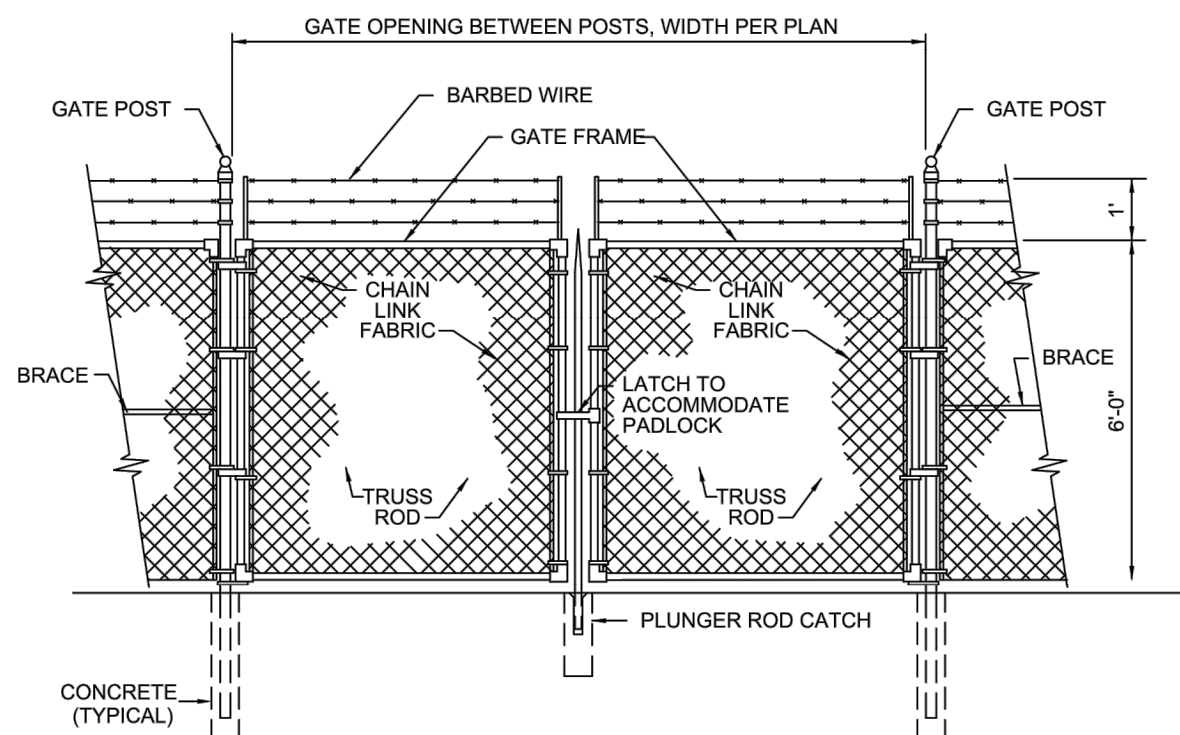 GATE OPENING BETWEEN POSTS, WIDTH PER PLAN
BARBED WIRE
GATE POST
GATE POST
GATE FRAME
1'
CHAIN
LINK
FABRIC
CHAIN
LINK
FABRIC
BRACE
BRACE
LATCH TO
ACCOMMODATE
PADLOCK
6'-0"
TRUSS
ROD
TRUSS
ROD
PLUNGER ROD CATCH
CONCRETE
(TYPICAL)